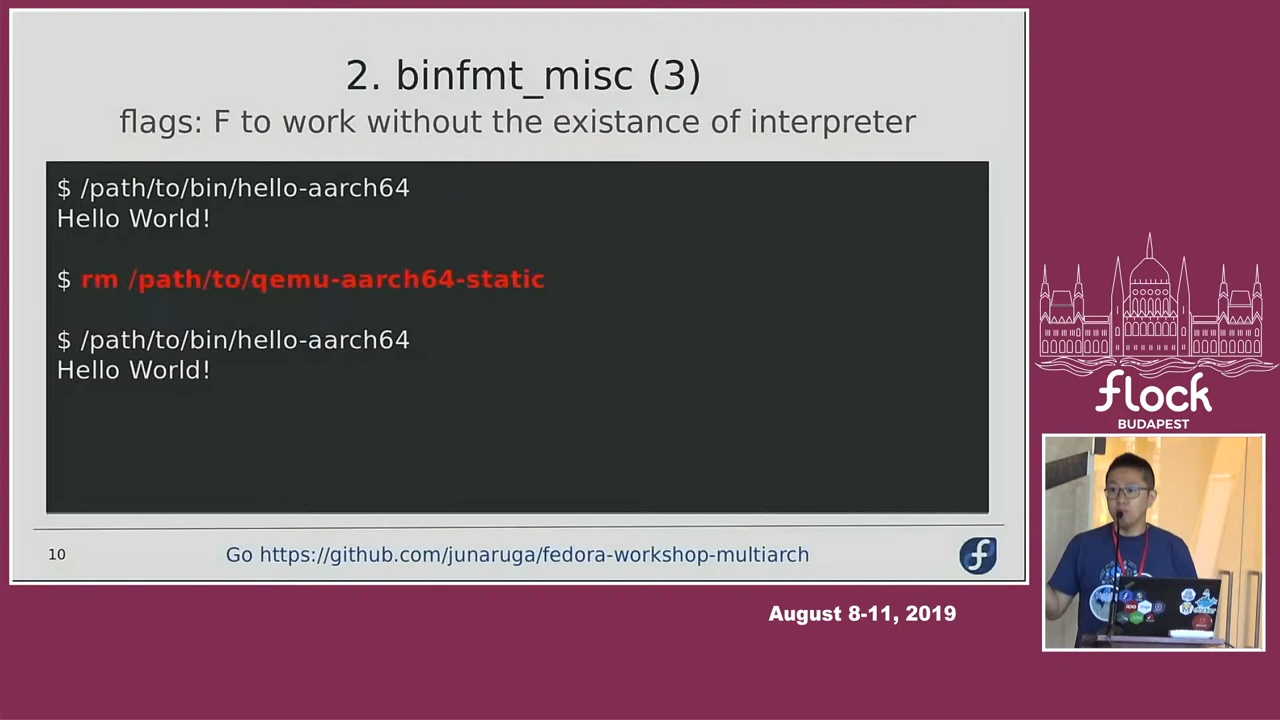 2. binfmt_misc (3)
flags: F to work without the existance of interpreter
$ /path/to/bin/hello-aarch64
Hello World!
$ rm /path/to/qemu-aarch64-static
$ /path/to/bin/hello-aarch64
Hello World!
10
Go https://github.com/junaruga/fedora-workshop-multiarch
flock
BUDAPEST
August 8-11, 2019